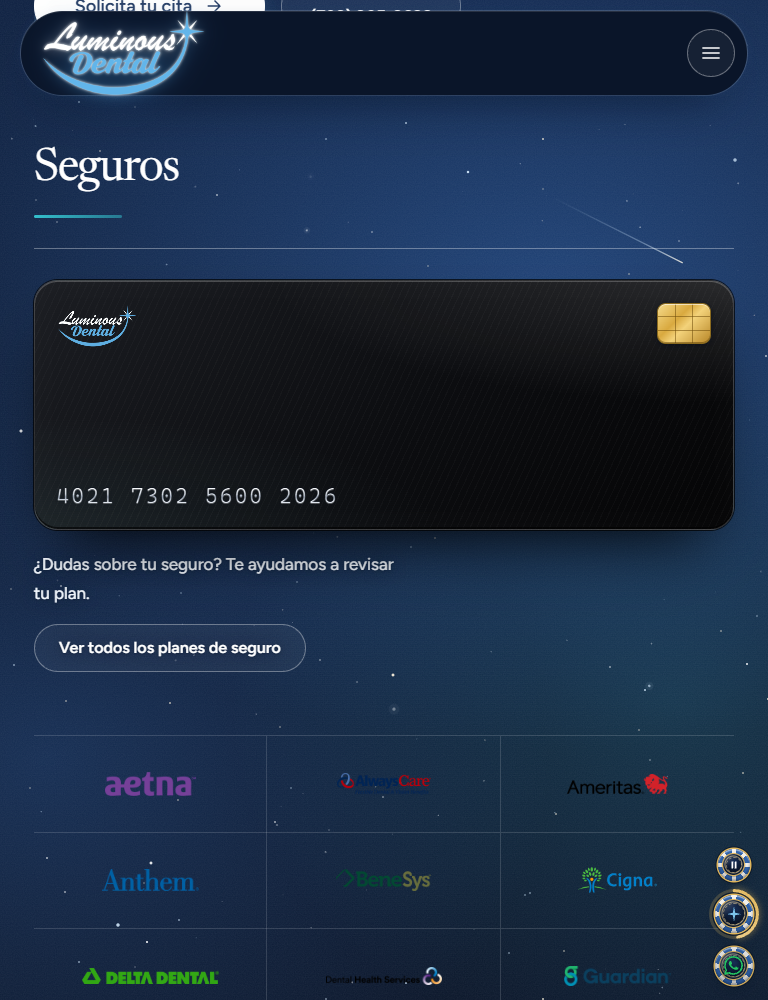 Solicita tu cita
Luminous
Dental
Seguros
Luminous
Dental
4021 7302 5600 2026
¿Dudas sobre tu seguro? Te ayudamos a revisar
tu plan.
Ver todos los planes de seguro
aetna
AlwaysCare
Ameritas
Anthem
BeneSys
Cigna
DELTA DENTAL
Dental Health Services
Guardian